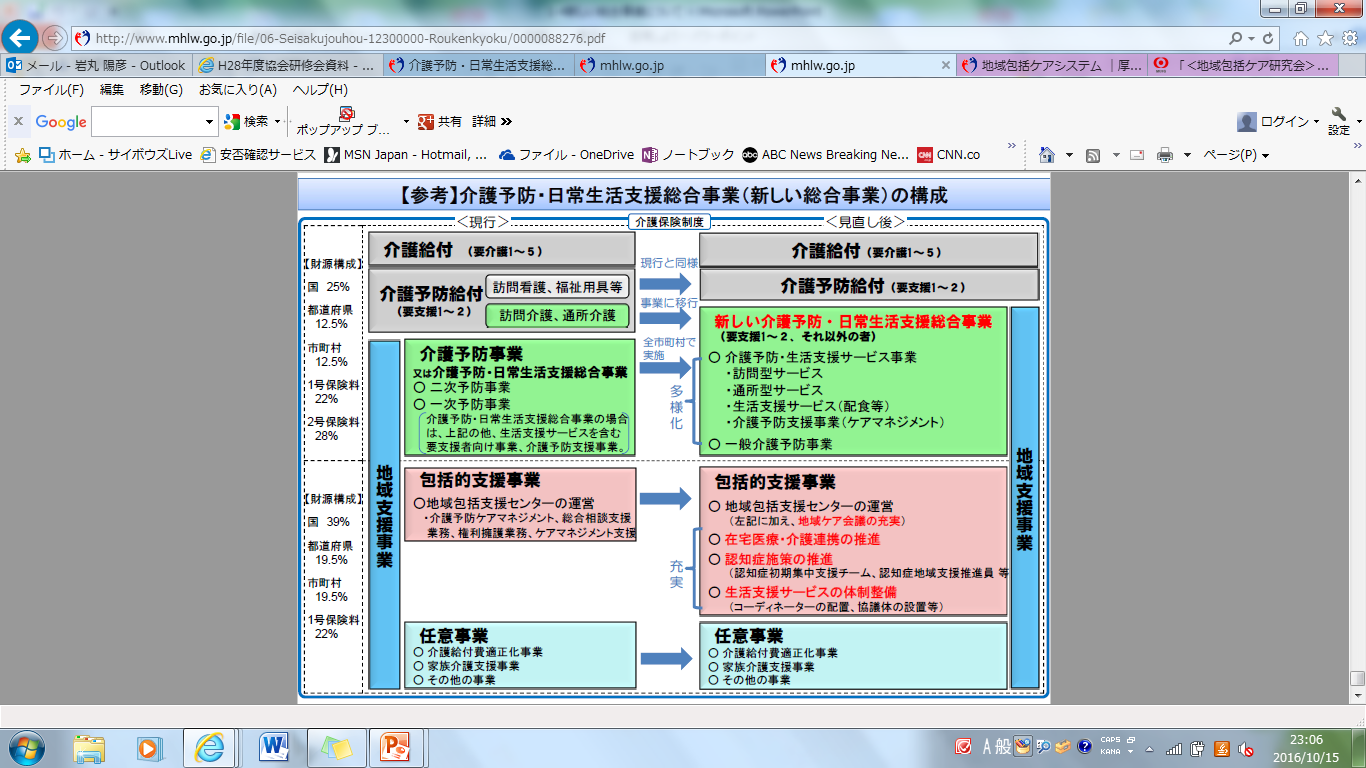 http://www.mhlw.go.jp/file/06-Seisakujouhou-12300000-Roukenkyoku/0000088276.pdf
メール - 岩丸 陽彦 - Outlook
H28年度協会研修会資料 - ...
介護予防・日常生活支援総...
mhlw.go.jp
mhlw.go.jp
地域包括ケアシステム ｜厚...
「＜地域包括ケア研究会＞...
ファイル(F) 編集 移動(G) お気に入り(A) ヘルプ(H)
x Google 検索 ポップアップ ブ... 共有 詳細 »
ログイン 設定
ホーム - サイボウズLive 安否確認サービス MSN Japan - Hotmail, ... ファイル - OneDrive ノートブック ABC News Breaking Ne... CNN.co » ページ(P) »
【参考】介護予防・日常生活支援総合事業（新しい総合事業）の構成
＜現行＞ 介護保険制度 ＜見直し後＞
【財源構成】
国 25%
都道府県
12.5%
市町村
12.5%
1号保険料
22%
2号保険料
28%
【財源構成】
国 39%
都道府県
19.5%
市町村
19.5%
1号保険料
22%
介護給付 （要介護1～5）
介護予防給付
（要支援1～2）
訪問看護、福祉用具等
訪問介護、通所介護
地域支援事業
介護予防事業
又は介護予防・日常生活支援総合事業
○ 二次予防事業
○ 一次予防事業
介護予防・日常生活支援総合事業の場合
は、上記の他、生活支援サービスを含む
要支援者向け事業、介護予防支援事業。
包括的支援事業
○地域包括支援センターの運営
・介護予防ケアマネジメント、総合相談支援
業務、権利擁護業務、ケアマネジメント支援
任意事業
○ 介護給付費適正化事業
○ 家族介護支援事業
○ その他の事業
現行と同様
事業に移行
全市町村で
実施
多様化
充実
介護給付 （要介護1～5）
介護予防給付（要支援1～2）
新しい介護予防・日常生活支援総合事業
（要支援1～2、それ以外の者）
○ 介護予防・生活支援サービス事業
・訪問型サービス
・通所型サービス
・生活支援サービス（配食等）
・介護予防支援事業（ケアマネジメント）
○ 一般介護予防事業
包括的支援事業
○ 地域包括支援センターの運営
（左記に加え、地域ケア会議の充実）
○ 在宅医療・介護連携の推進
○ 認知症施策の推進
（認知症初期集中支援チーム、認知症地域支援推進員 等
○ 生活支援サービスの体制整備
（コーディネーターの配置、協議体の設置等）
任意事業
○ 介護給付費適正化事業
○ 家族介護支援事業
○ その他の事業
地域支援事業
A 般 CAPS KANA
23:06
2016/10/15